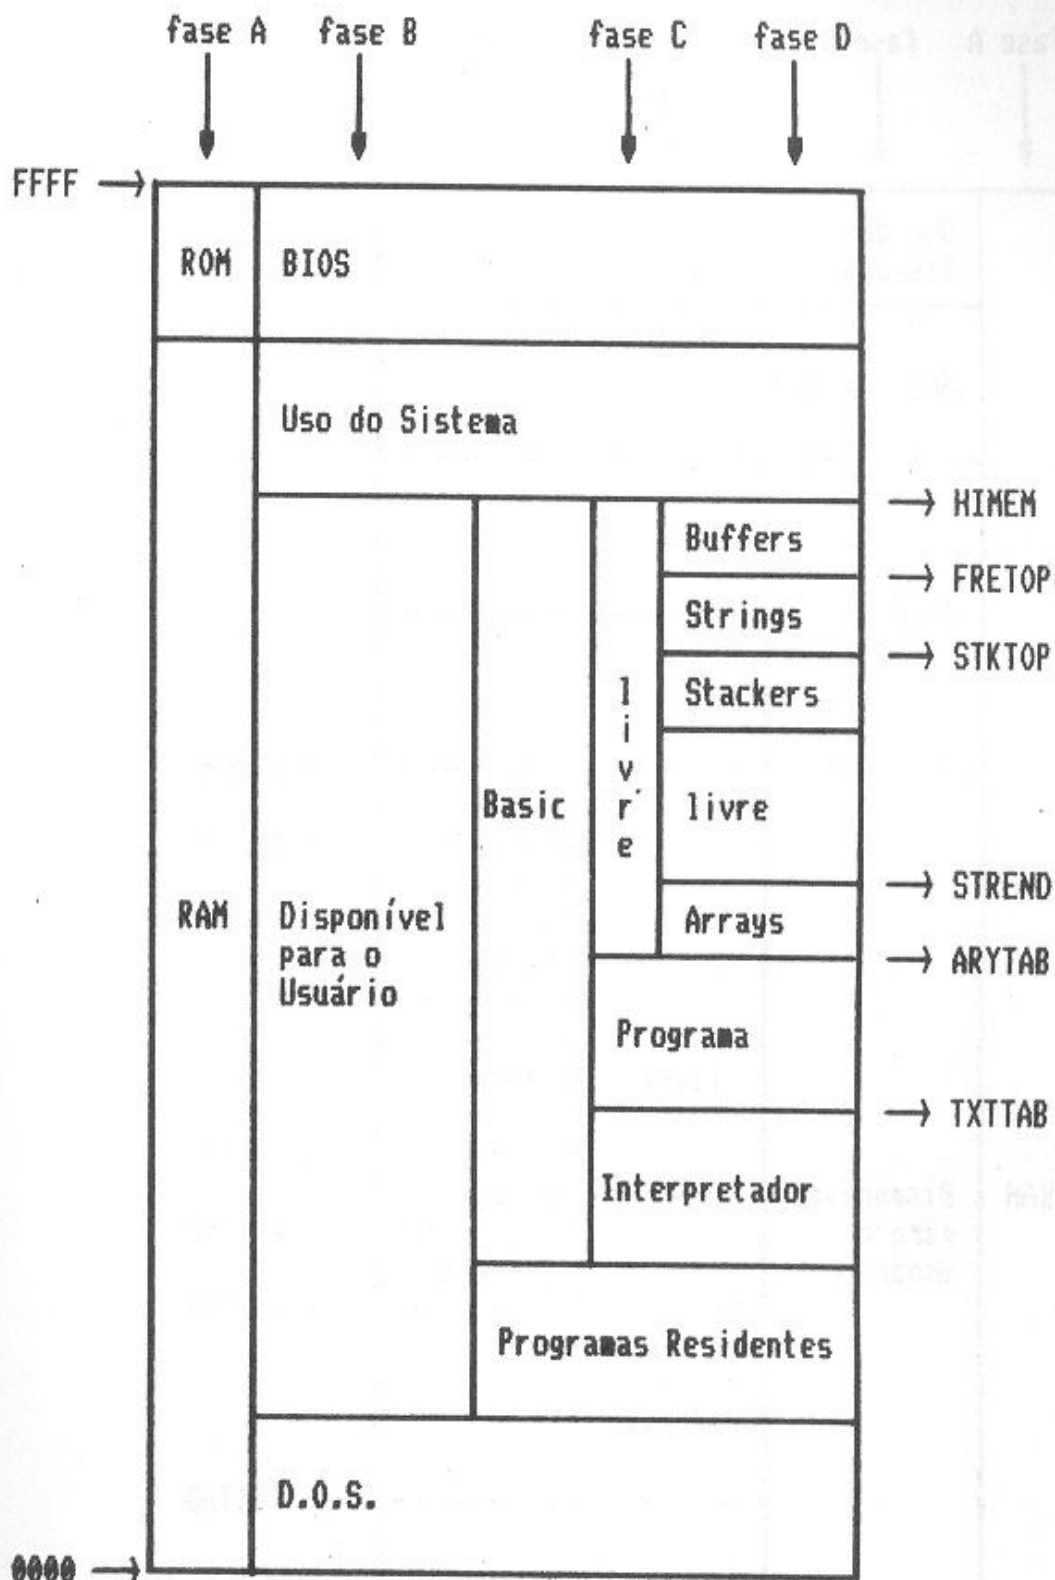 fase A fase B fase C fase D
FFFF
ROM BIOS
Uso do Sistema
HIMEM
Buffers
FRETOP
Strings
STKTOP
Stackers
livre
Basic
livre
STREND
RAM
Disponível
para o
Usuário
Arrays
ARYTAB
Programa
TXTTAB
Interpretador
Programas Residentes
D.O.S.
0000